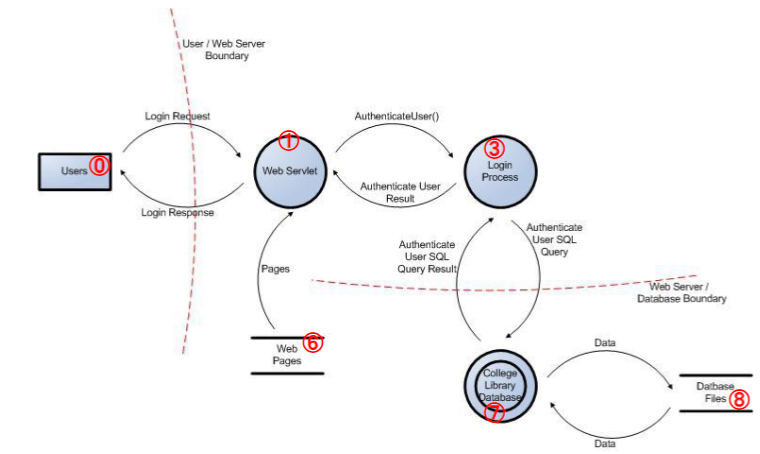 User / Web Server
Boundary
Login Request
AuthenticateUser()
Users
⓪
①
Web Servlet
③
Login
Process
Authenticate User
Result
Login Response
Authenticate
User SQL
Query
Authenticate
User SQL
Query Result
Pages
Web Server /
Database Boundary
Web
Pages
⑥
Data
College
Library
Database
⑦
Datbase
Files
⑧
Data